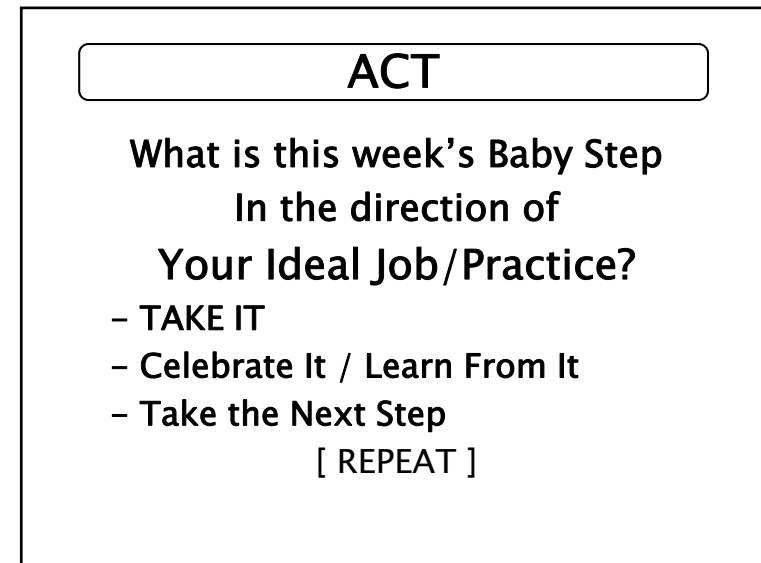 ACT
What is this week’s Baby Step
In the direction of
Your Ideal Job/Practice?
– TAKE IT
– Celebrate It / Learn From It
– Take the Next Step
[ REPEAT ]